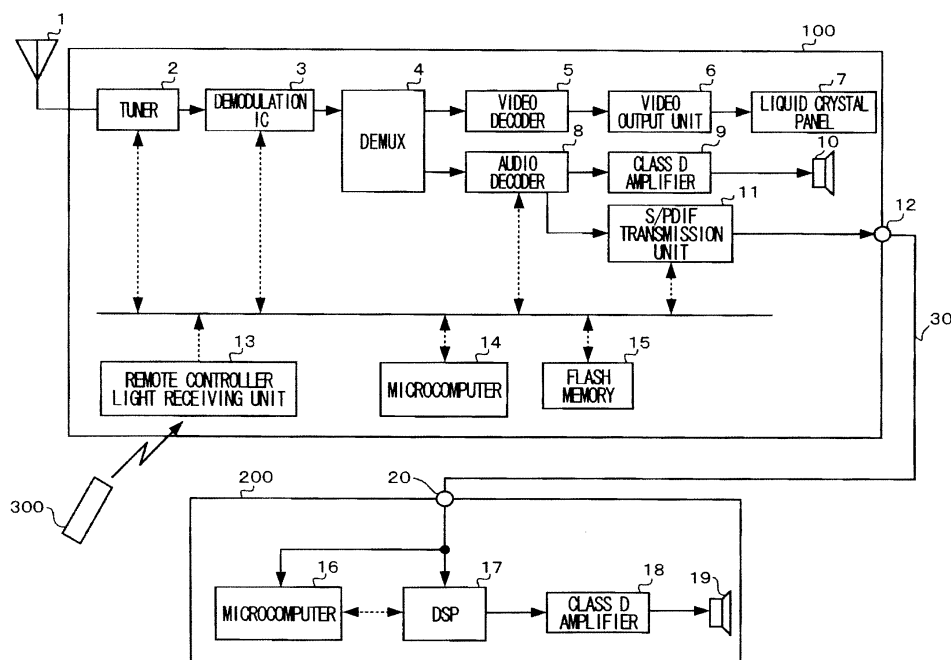 1
100
2
TUNER
3
DEMODULATION
IC
4
DEMUX
5
VIDEO
DECODER
6
VIDEO
OUTPUT UNIT
7
LIQUID CRYSTAL
PANEL
8
AUDIO
DECODER
9
CLASS D
AMPLIFIER
10
11
S/PDIF
TRANSMISSION
UNIT
12
30
13
REMOTE CONTROLLER
LIGHT RECEIVING UNIT
14
MICROCOMPUTER
15
FLASH
MEMORY
300
200
20
16
MICROCOMPUTER
17
DSP
18
CLASS D
AMPLIFIER
19